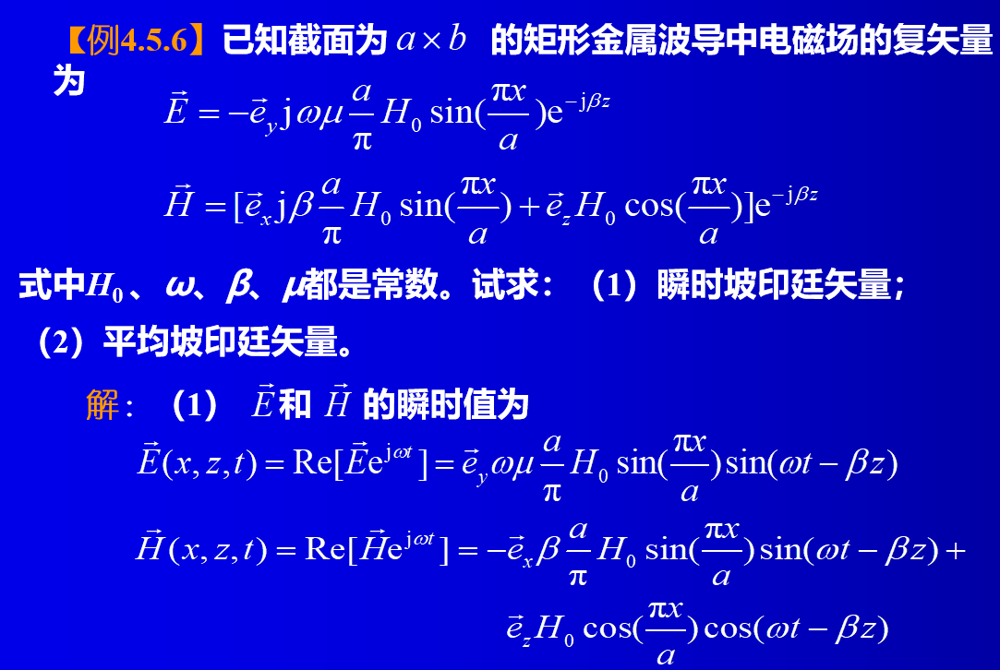 【例4.5.6】已知截面为 $a \times b$ 的矩形金属波导中电磁场的复矢量
为
$\vec{E} = -\vec{e}_y \mathrm{j}\omega\mu \frac{a}{\pi} H_0 \sin(\frac{\pi x}{a}) \mathrm{e}^{-\mathrm{j}\beta z}$
$\vec{H} = [\vec{e}_x \mathrm{j}\beta \frac{a}{\pi} H_0 \sin(\frac{\pi x}{a}) + \vec{e}_z H_0 \cos(\frac{\pi x}{a})] \mathrm{e}^{-\mathrm{j}\beta z}$
式中$H_0$、ω、β、μ都是常数。试求：（1）瞬时坡印廷矢量；
（2）平均坡印廷矢量。
解：（1） $\vec{E}$和 $\vec{H}$ 的瞬时值为
$\vec{E}(x, z, t) = \mathrm{Re}[\vec{E}\mathrm{e}^{\mathrm{j}\omega t}] = \vec{e}_y \omega\mu \frac{a}{\pi} H_0 \sin(\frac{\pi x}{a}) \sin(\omega t - \beta z)$
$\vec{H}(x, z, t) = \mathrm{Re}[\vec{H}\mathrm{e}^{\mathrm{j}\omega t}] = -\vec{e}_x \beta \frac{a}{\pi} H_0 \sin(\frac{\pi x}{a}) \sin(\omega t - \beta z) +$
$\vec{e}_z H_0 \cos(\frac{\pi x}{a}) \cos(\omega t - \beta z)$